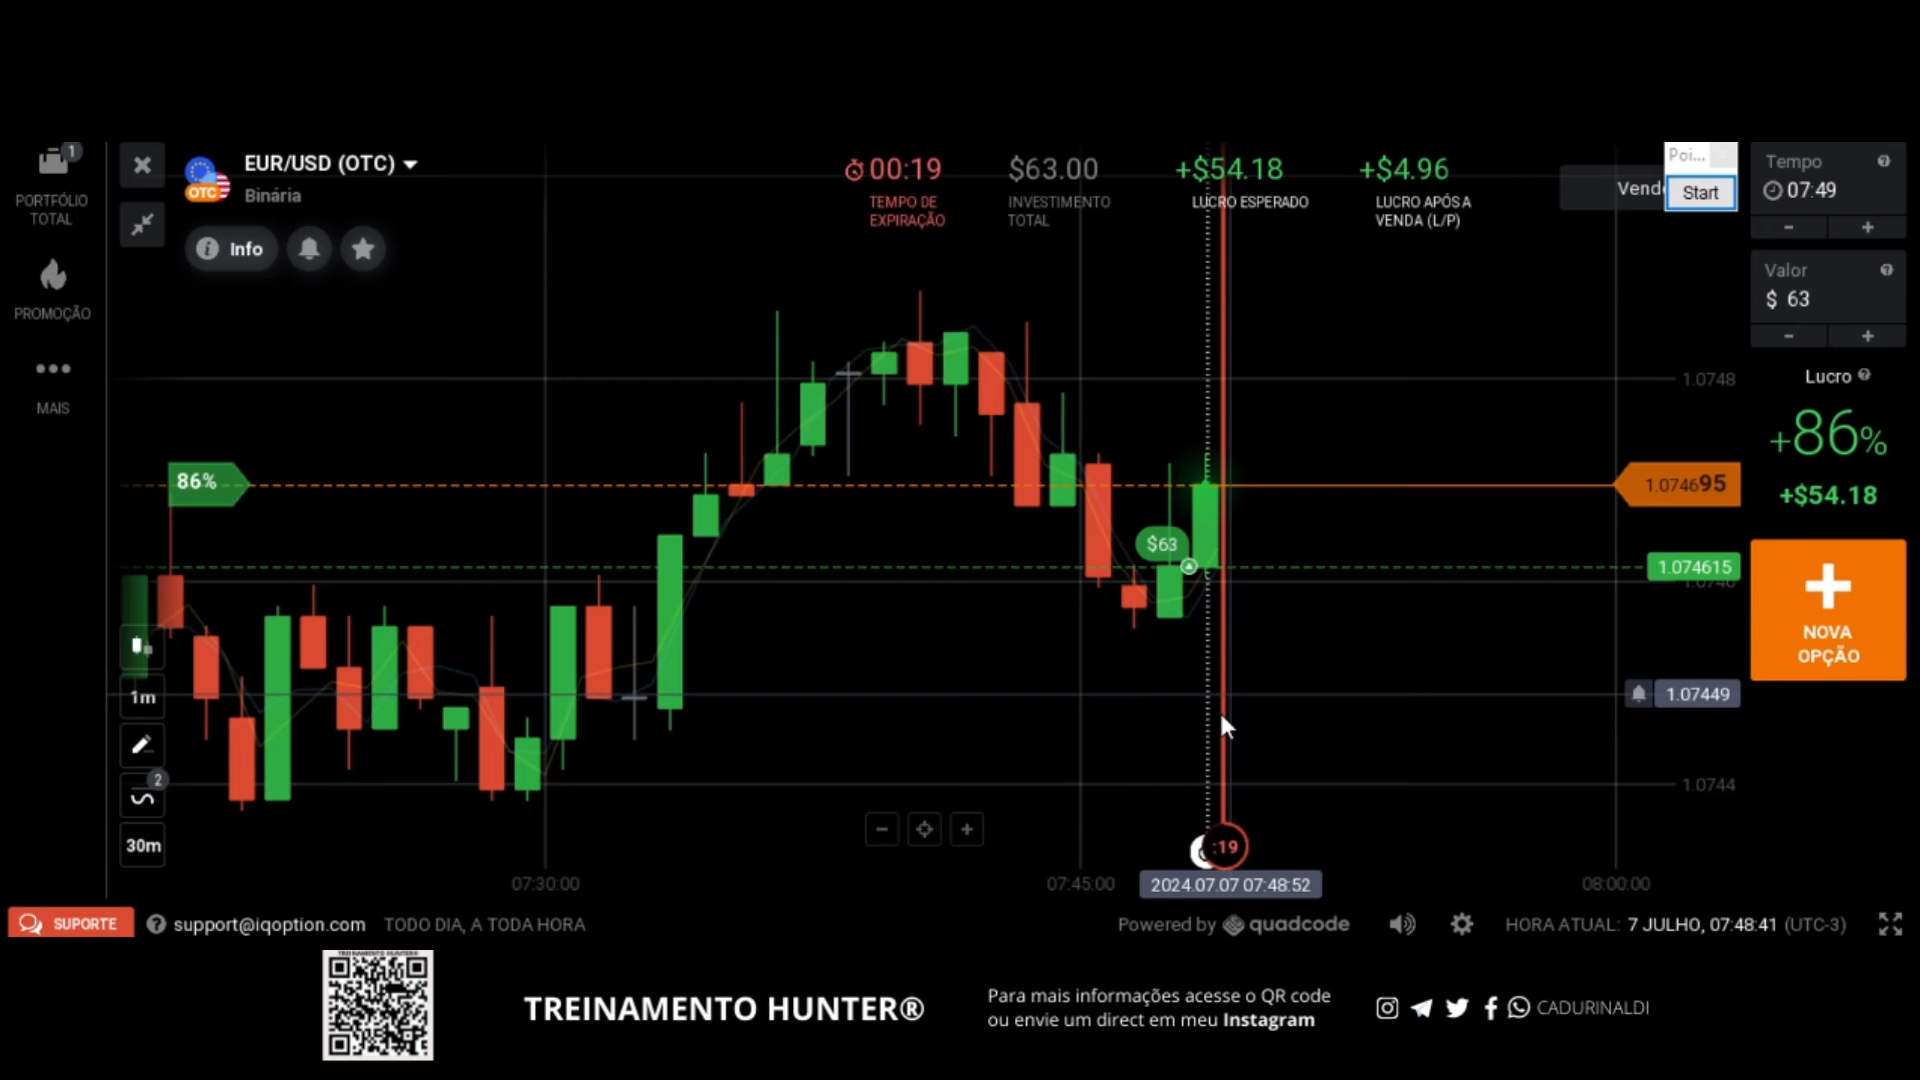 1
PORTFÓLIO
TOTAL
PROMOÇÃO
MAIS
OTC
EUR/USD (OTC)
Binária
Info
00:19
TEMPO DE
EXPIRAÇÃO
$63.00
INVESTIMENTO
TOTAL
+$54.18
LUCRO ESPERADO
+$4.96
LUCRO APÓS A
VENDA (L/P)
Vend
Poi...
Start
Tempo
07:49
Valor
$ 63
Lucro
+86%
+$54.18
NOVA
OPÇÃO
86%
$63
1.0748
1.074695
1.074615
1.07449
1.0744
1m
2
30m
:19
07:30:00
07:45:00
2024.07.07 07:48:52
08:00:00
SUPORTE
support@iqoption.com
TODO DIA, A TODA HORA
Powered by quadcode
HORA ATUAL: 7 JULHO, 07:48:41 (UTC-3)
TREINAMENTO HUNTER®
TREINAMENTO HUNTER®
Para mais informações acesse o QR code
ou envie um direct em meu Instagram
CADURINALDI